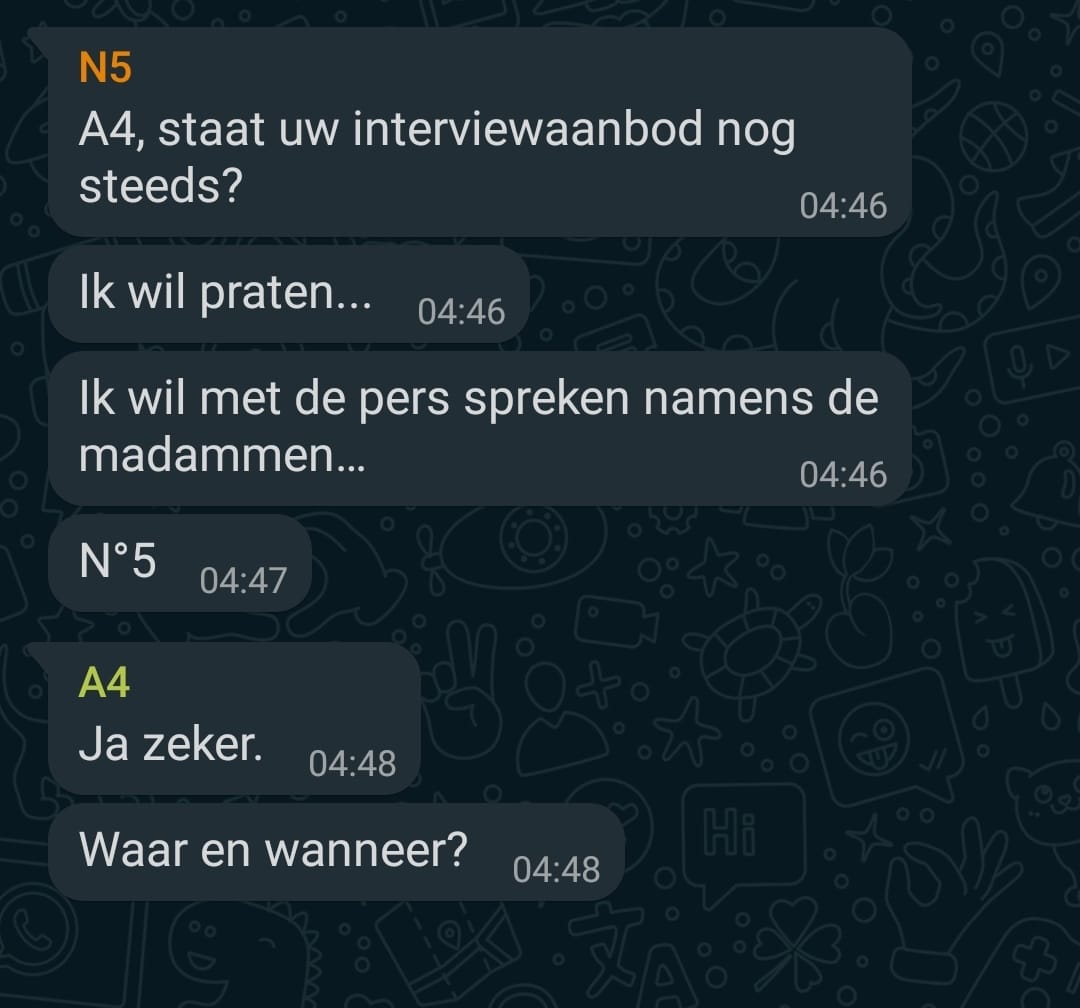 N5
A4, staat uw interviewaanbod nog
steeds?
04:46
Ik wil praten... 04:46
Ik wil met de pers spreken namens de
madammen...
04:46
N°5 04:47
A4
Ja zeker. 04:48
Waar en wanneer? 04:48
Hi